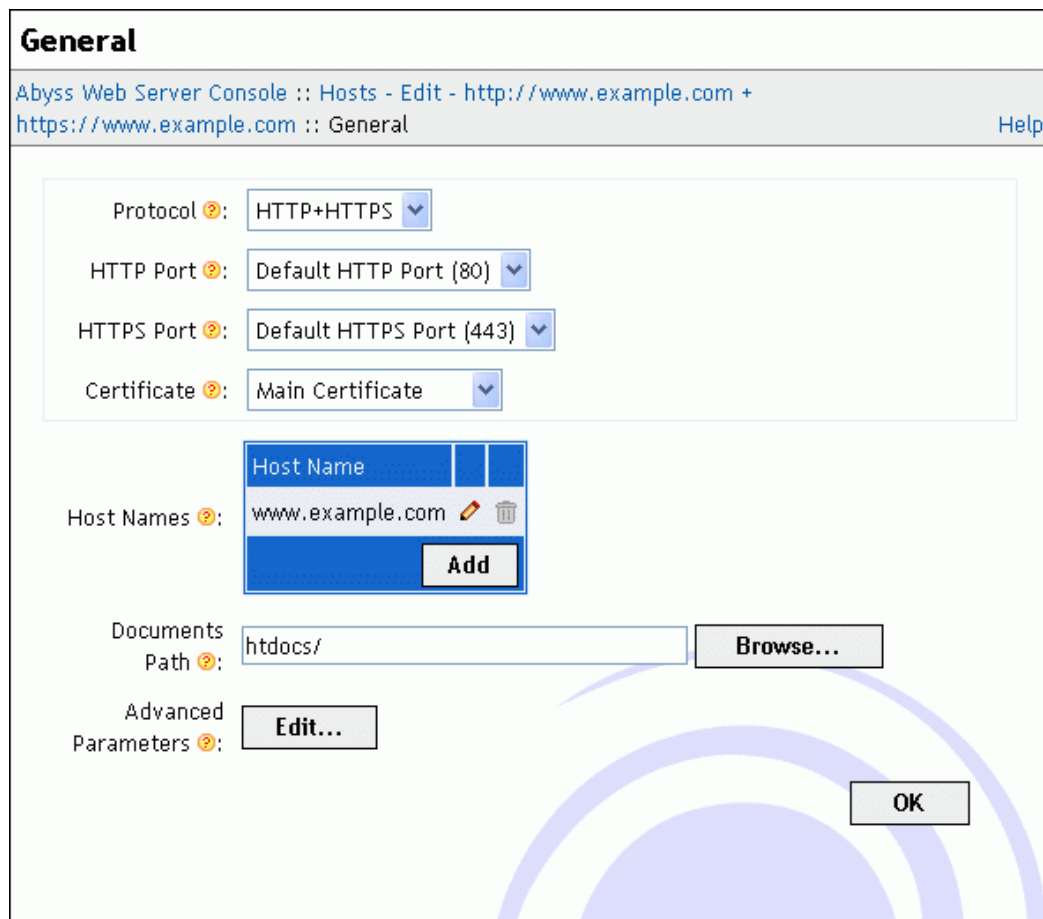 General
Abyss Web Server Console :: Hosts - Edit - http://www.example.com +
https://www.example.com :: General
Help
Protocol ?: HTTP+HTTPS
HTTP Port ?: Default HTTP Port (80)
HTTPS Port ?: Default HTTPS Port (443)
Certificate ?: Main Certificate
Host Name
Host Names ?: www.example.com
Add
Documents
Path ?: htdocs/ Browse...
Advanced
Parameters ?: Edit...
OK